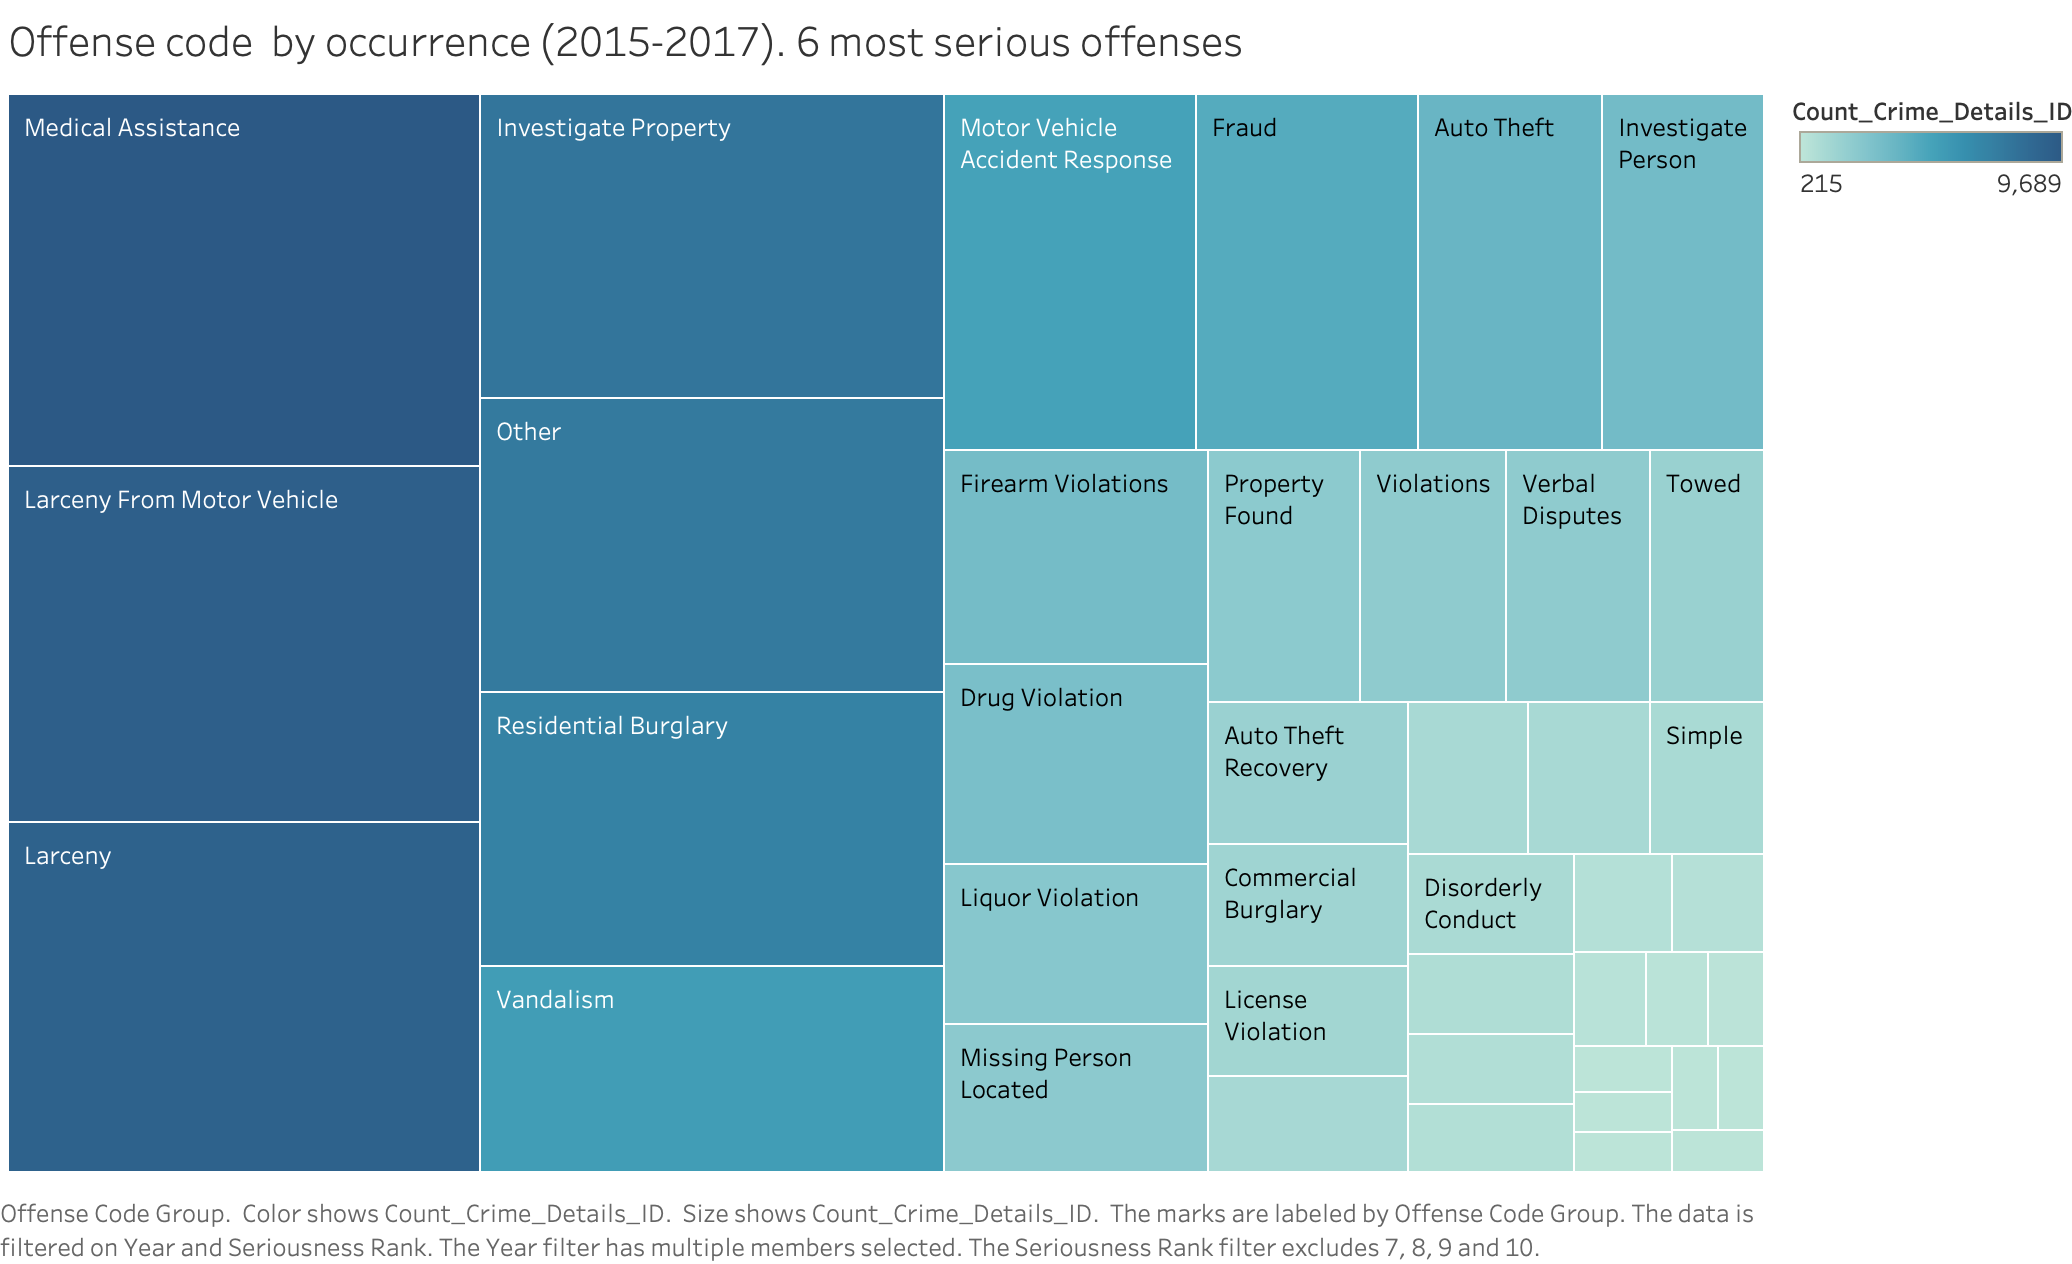 Offense code  by occurrence (2015-2017). 6 most serious offenses
Medical Assistance
Larceny From Motor Vehicle
Larceny
Investigate Property
Other
Residential Burglary
Vandalism
Motor Vehicle
Accident Response
Fraud
Auto Theft
Investigate
Person
Firearm Violations
Drug Violation
Liquor Violation
Missing Person
Located
Property
Found
Violations
Verbal
Disputes
Towed
Auto Theft
Recovery
Simple
Commercial
Burglary
Disorderly
Conduct
License
Violation
Count_Crime_Details_ID
215
9,689
Offense Code Group.  Color shows Count_Crime_Details_ID.  Size shows Count_Crime_Details_ID.  The marks are labeled by Offense Code Group. The data is
filtered on Year and Seriousness Rank. The Year filter has multiple members selected. The Seriousness Rank filter excludes 7, 8, 9 and 10.